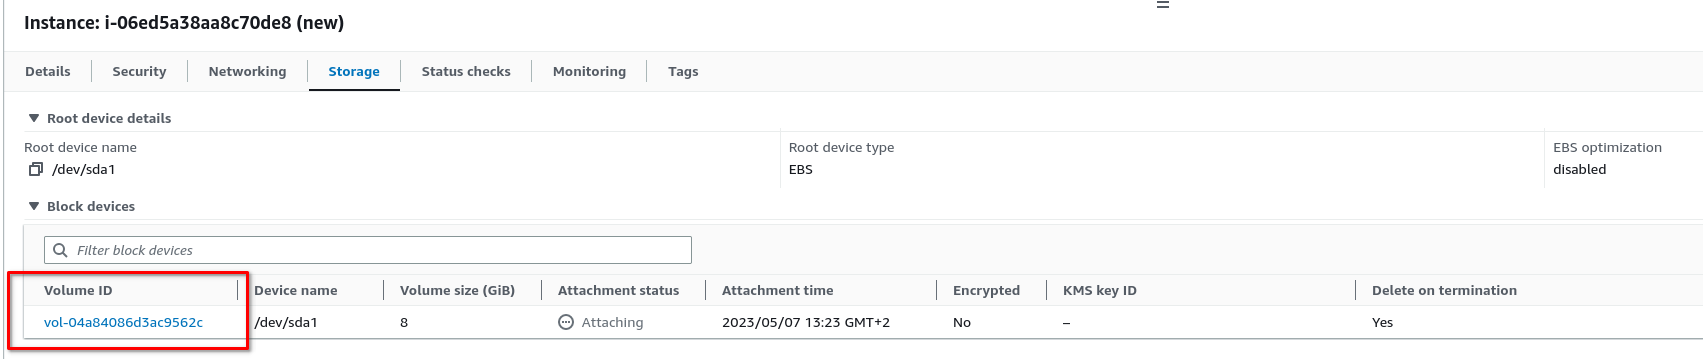 Instance: i-06ed5a38aa8c70de8 (new)
Details Security Networking Storage Status checks Monitoring Tags
Root device details
Root device name Root device type EBS optimization
/dev/sda1 EBS disabled
Block devices
Filter block devices
Volume ID Device name Volume size (GiB) Attachment status Attachment time Encrypted KMS key ID Delete on termination
vol-04a84086d3ac9562c /dev/sda1 8 Attaching 2023/05/07 13:23 GMT+2 No – Yes